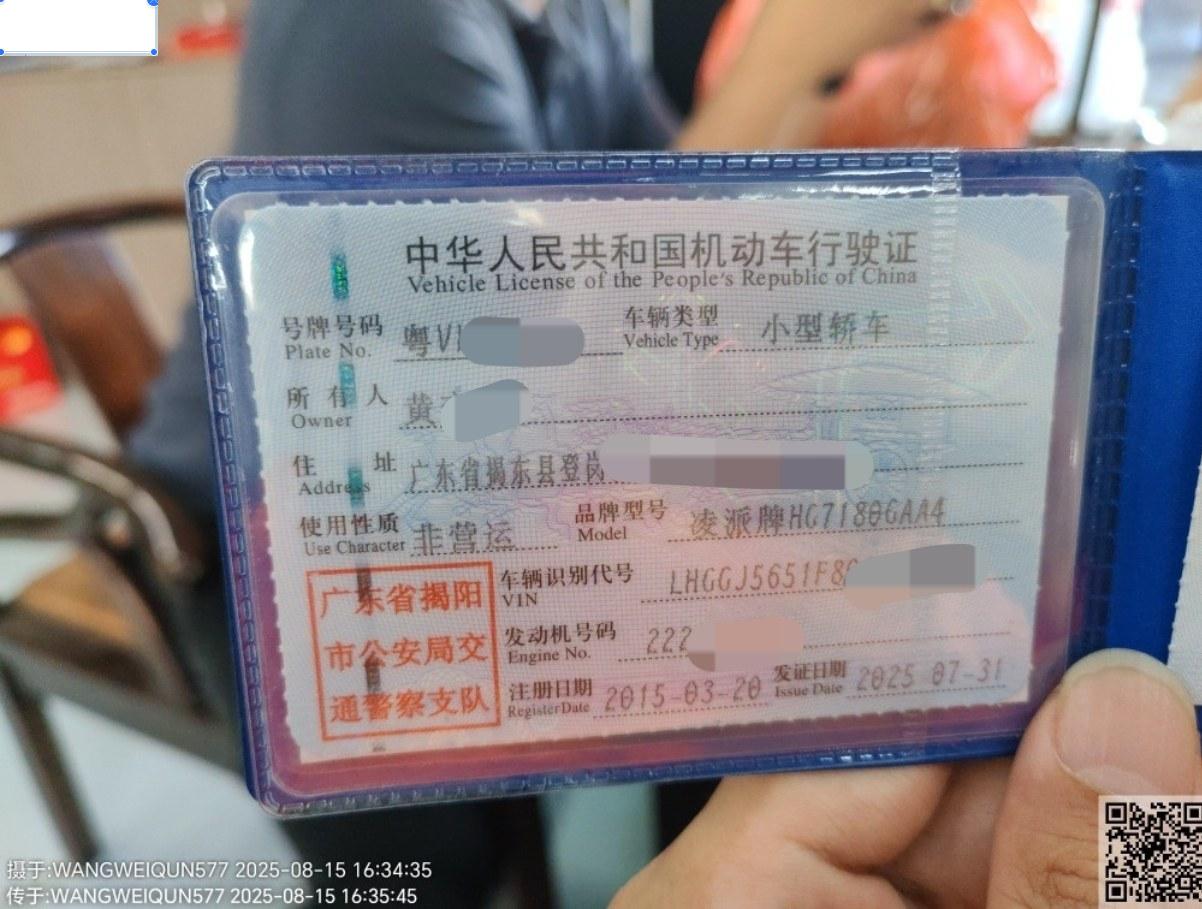 中华人民共和国机动车行驶证
Vehicle License of the People's Republic of China
号牌号码 粤V 车辆类型 小型轿车
Plate No. Vehicle Type
所有人 黄
Owner
住址 广东省揭东县登岗
Address
使用性质 非营运 品牌型号 凌派牌HG7180GAA4
Use Character Model
广东省揭阳
市公安局交
通警察支队
车辆识别代号 LHGGJ5651F8
VIN
发动机号码 222
Engine No.
注册日期 2015-03-20 发证日期 2025-07-31
Register Date Issue Date
摄于:WANGWEIQUN577 2025-08-15 16:34:35
传于:WANGWEIQUN577 2025-08-15 16:35:45